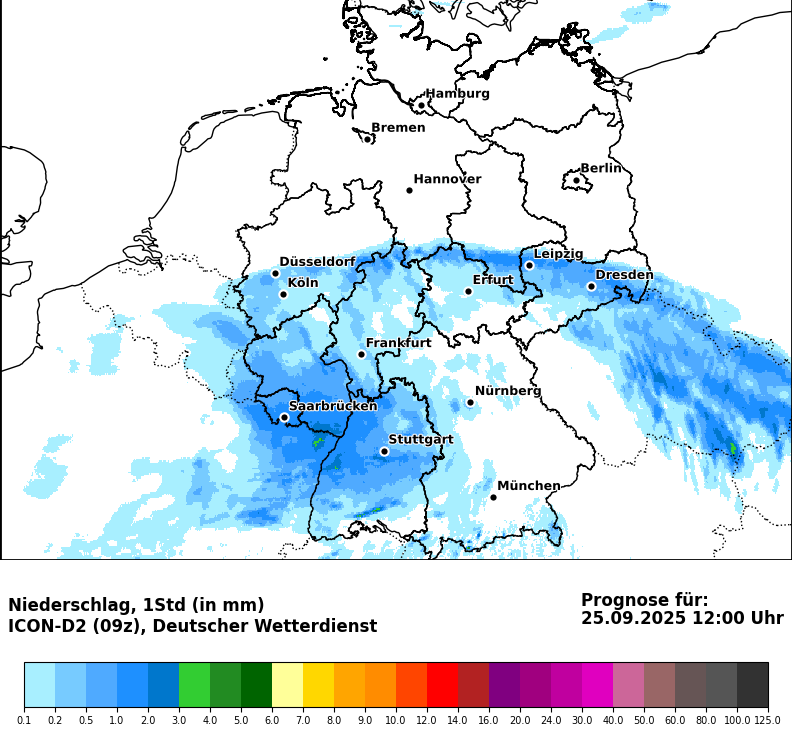 Hamburg
Bremen
Berlin
Hannover
Leipzig
Düsseldorf
Dresden
Erfurt
Köln
Frankfurt
Nürnberg
Saarbrücken
Stuttgart
München
Niederschlag, 1Std (in mm)
ICON-D2 (09z), Deutscher Wetterdienst
Prognose für:
25.09.2025 12:00 Uhr
0.1 0.2 0.5 1.0 2.0 3.0 4.0 5.0 6.0 7.0 8.0 9.0 10.0 12.0 14.0 16.0 20.0 24.0 30.0 40.0 50.0 60.0 80.0 100.0 125.0